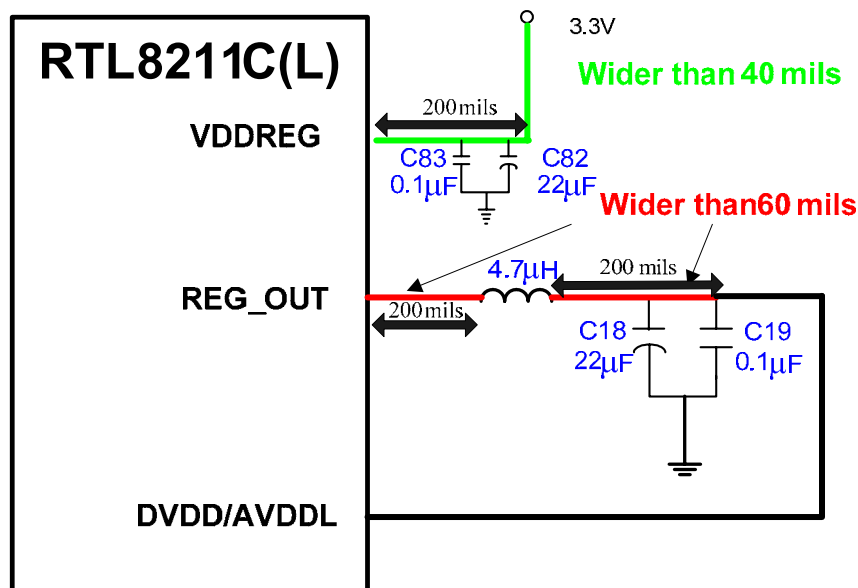 3.3V
RTL8211C(L)
Wider than 40 mils
200mils
VDDREG
C83
0.1μF
C82
22μF
Wider than60 mils
4.7μH
200 mils
REG_OUT
200mils
C18
22μF
C19
0.1μF
DVDD/AVDDL